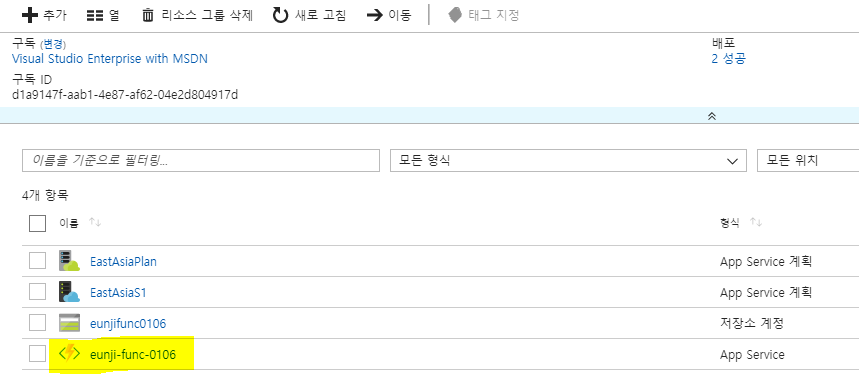 추가 열 리소스 그룹 삭제 새로 고침 이동 태그 지정
구독 (변경) 배포
Visual Studio Enterprise with MSDN 2 성공
구독 ID
d1a9147f-aab1-4e87-af62-04e2d804917d
이름을 기준으로 필터링... 모든 형식 모든 위치
4개 항목
이름 형식
EastAsiaPlan App Service 계획
EastAsiaS1 App Service 계획
eunjifunc0106 저장소 계정
eunji-func-0106 App Service